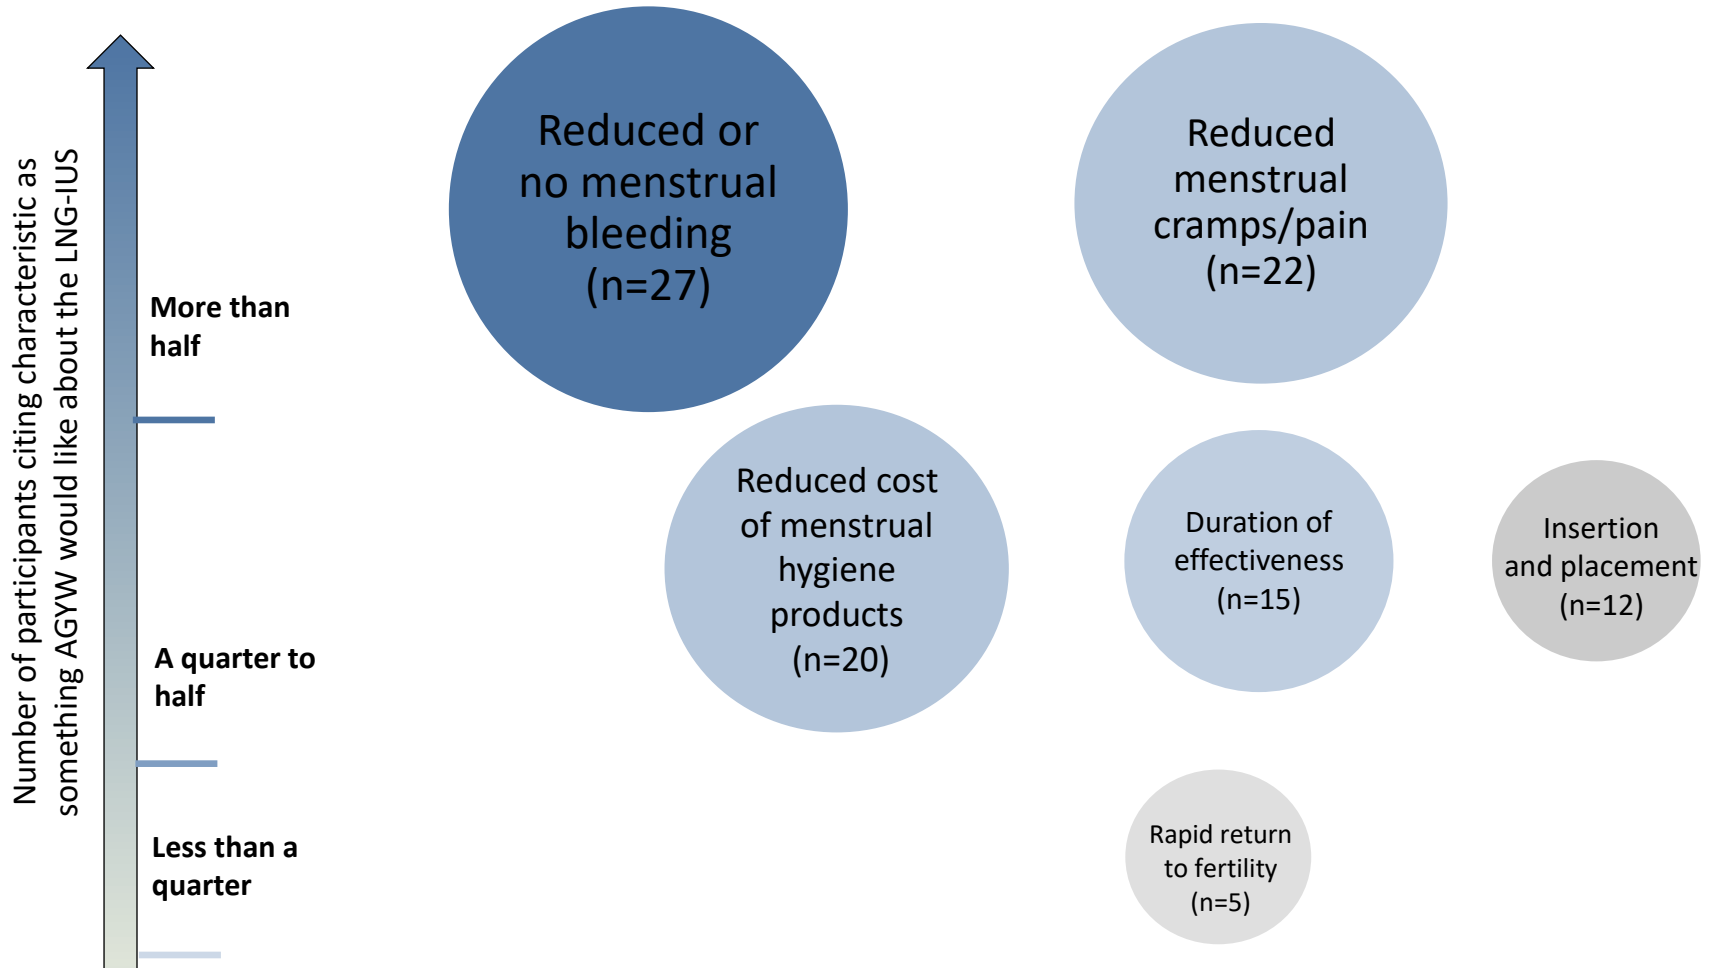 Number of participants citing characteristic as
something AGYW would like about the LNG-IUS
More than
half
A quarter to
half
Less than a
quarter
Reduced or
no menstrual
bleeding
(n=27)
Reduced
menstrual
cramps/pain
(n=22)
Reduced cost
of menstrual
hygiene
products
(n=20)
Duration of
effectiveness
(n=15)
Insertion
and placement
(n=12)
Rapid return
to fertility
(n=5)